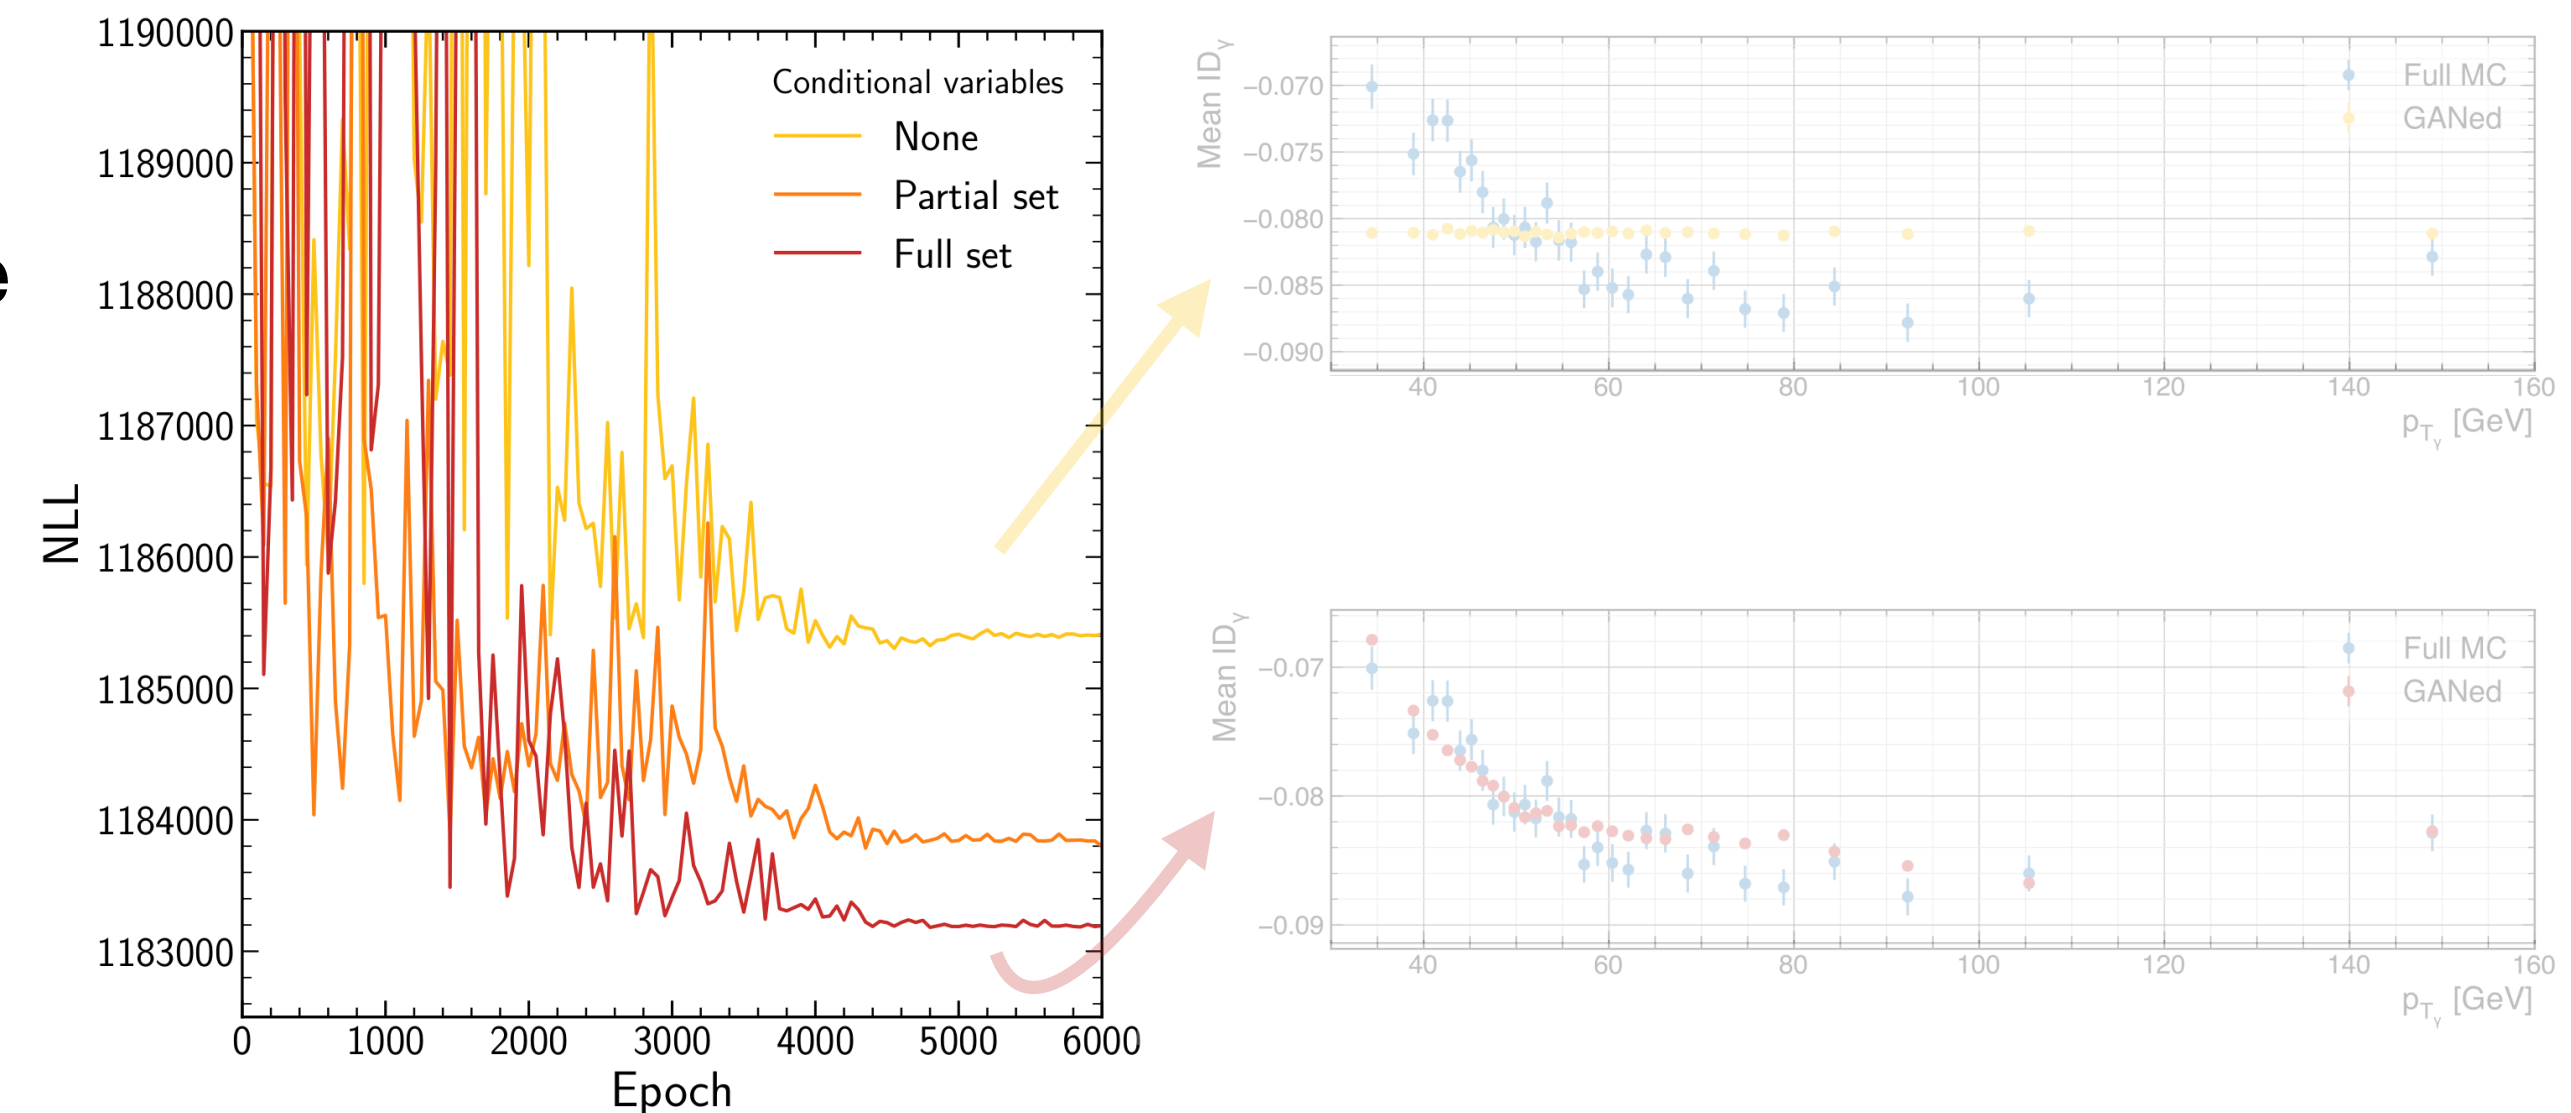 e
1190000
1189000
1188000
1187000
1186000
1185000
1184000
1183000
NLL
0 1000 2000 3000 4000 5000 6000
Epoch
Conditional variables
None
Partial set
Full set
Mean IDγ
−0.070
−0.075
−0.080
−0.085
−0.090
Full MC
GANed
40 60 80 100 120 140 160
pTγ [GeV]
Mean IDγ
−0.07
−0.08
−0.09
Full MC
GANed
40 60 80 100 120 140 160
pTγ [GeV]